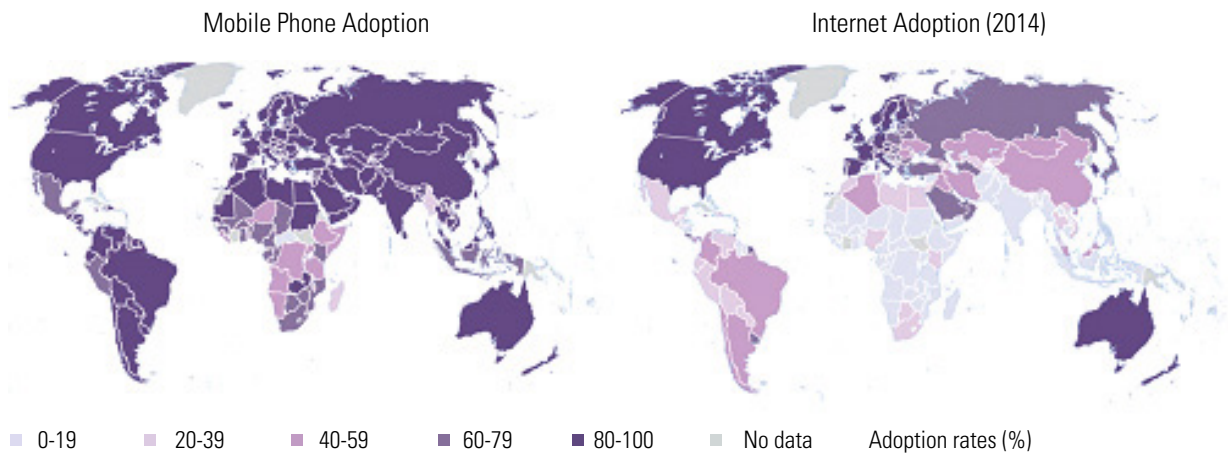 Mobile Phone Adoption
Internet Adoption (2014)
0-19 20-39 40-59 60-79 80-100 No data Adoption rates (%)